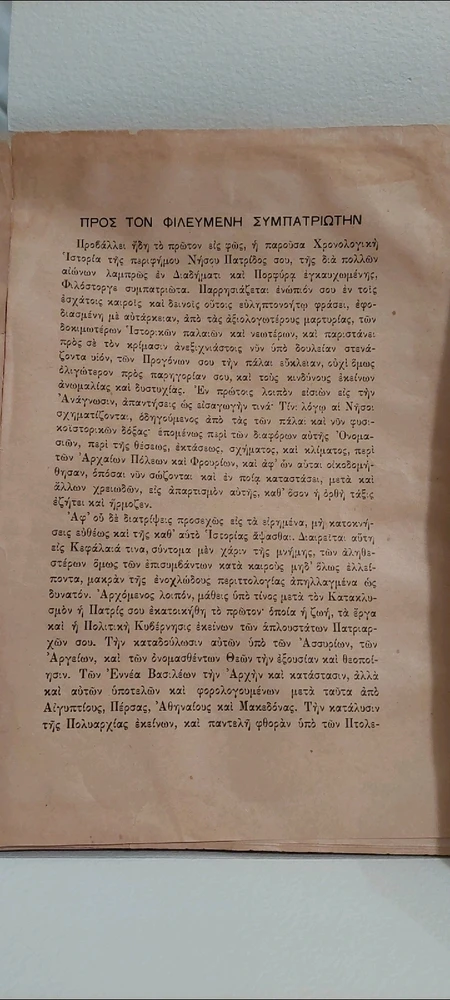 ΠΡΟΣ ΤΟΝ ΦΙΛΕΥΜΕΝΗ ΣΥΜΠΑΤΡΙΩΤΗΝ
Προβάλλει ἤδη τὸ πρῶτον εἰς φῶς, ἡ παροῦσα Χρονολογικὴ
Ἱστορία τῆς περιφήμου Νήσου Πατρίδος σου, τῆς διὰ πολλῶν
αἰώνων λαμπρῶς ἐν Διαδήματι καὶ Πορφύρᾳ ἐγκαυχωμένης,
Φιλόστοργε συμπατριῶτα. Παρρησιάζεται ἐνώπιόν σου ἐν τοῖς
ἐσχάτοις καιροῖς καὶ δεινοῖς οὕτοις εὐληπτονοήτῳ φράσει, ἐφο-
διασμένη μὲ αὐτάρκειαν, ἀπὸ τὰς ἀξιολογωτέρους μαρτυρίας, τῶν
δοκιμωτέρων Ἱστορικῶν παλαιῶν καὶ νεωτέρων, καὶ παριστάνει
πρὸς σὲ τὸν κρίμασιν ἀνεξιχνιάστοις νῦν ὑπὸ δουλείαν στενά-
ζοντα υἱόν, τῶν Προγόνων σου τὴν πάλαι εὔκλειαν, οὐχὶ ὅμως
ὀλιγώτερον πρὸς παρηγορίαν σου, καὶ τοὺς κινδύνους ἐκείνων
ἀνωμαλίας καὶ δυστυχίας. Ἐν πρώτοις λοιπὸν εἰσιὼν εἰς τὴν
Ἀνάγνωσιν, ἀπαντήσεις ὡς εἰσαγωγήν τινά· Τίνι λόγῳ αἱ Νῆσοι
σχηματίζονται, ὁδηγούμενος ἀπὸ τὰς τῶν πάλαι καὶ νῦν φυσι-
κοϊστορικῶν δόξας· ἑπομένως περὶ τῶν διαφόρων αὐτῆς Ὀνομα-
σιῶν, περὶ τῆς θέσεως, ἐκτάσεως, σχήματος, καὶ κλίματος, περὶ
τῶν Ἀρχαίων Πόλεων καὶ Φρουρίων, καὶ ἀφ' ὧν αὗται οἰκοδομή-
θησαν, ὁπόσαι νῦν σώζονται καὶ ἐν ποίᾳ καταστάσει, μετὰ καὶ
ἄλλων χρειωδῶν, εἰς ἀπαρτισμὸν αὐτῆς, καθ' ὅσον ἡ ὀρθὴ τάξις
ἐζήτει καὶ ἥρμοζεν.
Ἀφ' οὗ δὲ διατρίψεις προσεχῶς εἰς τὰ εἰρημένα, μὴ κατοκνή-
σεις εὐθέως καὶ τῆς καθ' αὑτὸ Ἱστορίας ἅψασθαι. Διαιρεῖται αὕτη
εἰς Κεφάλαιά τινα, σύντομα μὲν χάριν τῆς μνήμης, τῶν ἀληθε-
στέρων ὅμως τῶν ἐπισυμβάντων κατὰ καιροὺς μηδ' ὅλως ἐλλεί-
ποντα, μακρὰν τῆς ἐνοχλώδους περιττολογίας ἀπηλλαγμένα ὡς
δυνατόν. Ἀρχόμενος λοιπόν, μάθεις ὑπὸ τίνος μετὰ τὸν Κατακλυ-
σμὸν ἡ Πατρίς σου ἐκατοικήθη τὸ πρῶτον· ὁποία ἡ ζωή, τὰ ἔργα
καὶ ἡ Πολιτικὴ Κυβέρνησις ἐκείνων τῶν ἁπλουστάτων Πατριαρ-
χῶν σου. Τὴν καταδούλωσιν αὐτῶν ὑπὸ τῶν Ἀσσυρίων, τῶν
Ἀργείων, καὶ τῶν ὀνομασθέντων Θεῶν τὴν ἐξουσίαν καὶ θεοποί-
ησιν. Τῶν Ἐννέα Βασιλέων τὴν Ἀρχὴν καὶ κατάστασιν, ἀλλὰ
καὶ αὐτῶν ὑποτελῶν καὶ φορολογουμένων μετὰ ταῦτα ἀπὸ
Αἰγυπτίους, Πέρσας, Ἀθηναίους καὶ Μακεδόνας. Τὴν κατάλυσιν
τῆς Πολυαρχίας ἐκείνων, καὶ παντελῆ φθορὰν ὑπὸ τῶν Πτολε-